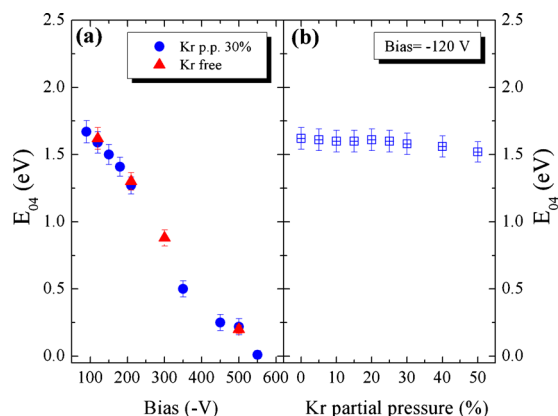 (a)
Kr p.p. 30%
Kr free
(b)
Bias= -120 V
2.5
2.0
1.5
1.0
0.5
0.0
E₀₄ (eV)
100 200 300 400 500 600
Bias (-V)
2.5
2.0
1.5
1.0
0.5
0.0
E₀₄ (eV)
0 10 20 30 40 50
Kr partial pressure (%)